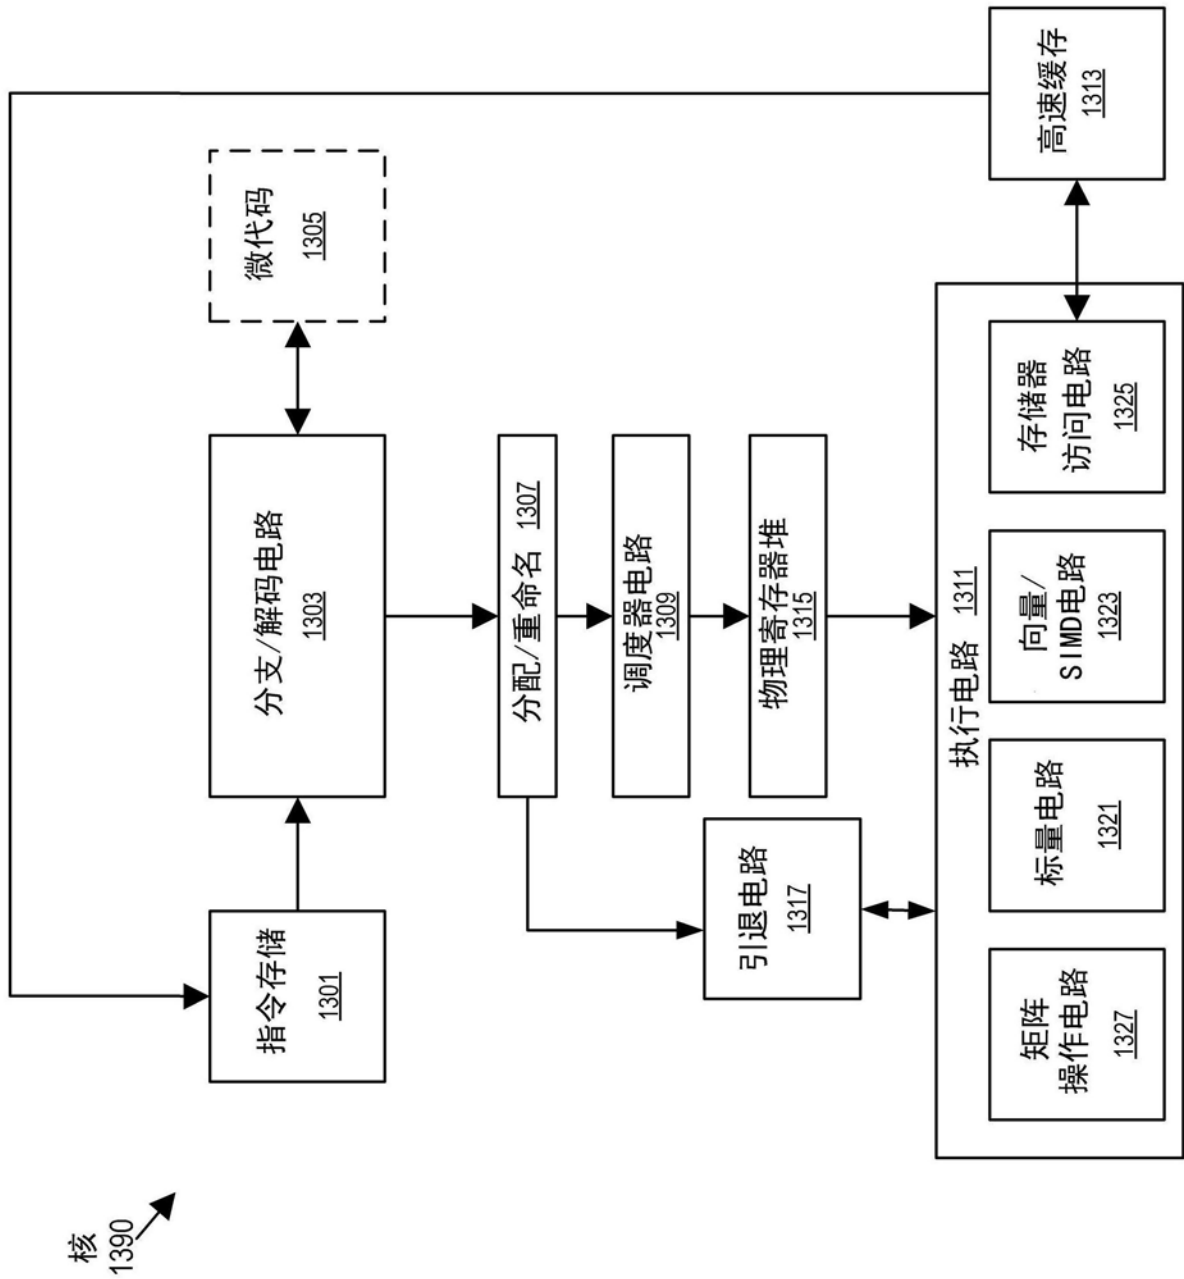 核
1390
指令存储
1301
分支/解码电路
1303
微代码
1305
分配/重命名 1307
调度器电路
1309
物理寄存器堆
1315
引退电路
1317
执行电路 1311
矩阵
操作电路
1327
标量电路
1321
向量/
SIMD电路
1323
存储器
访问电路
1325
高速缓存
1313